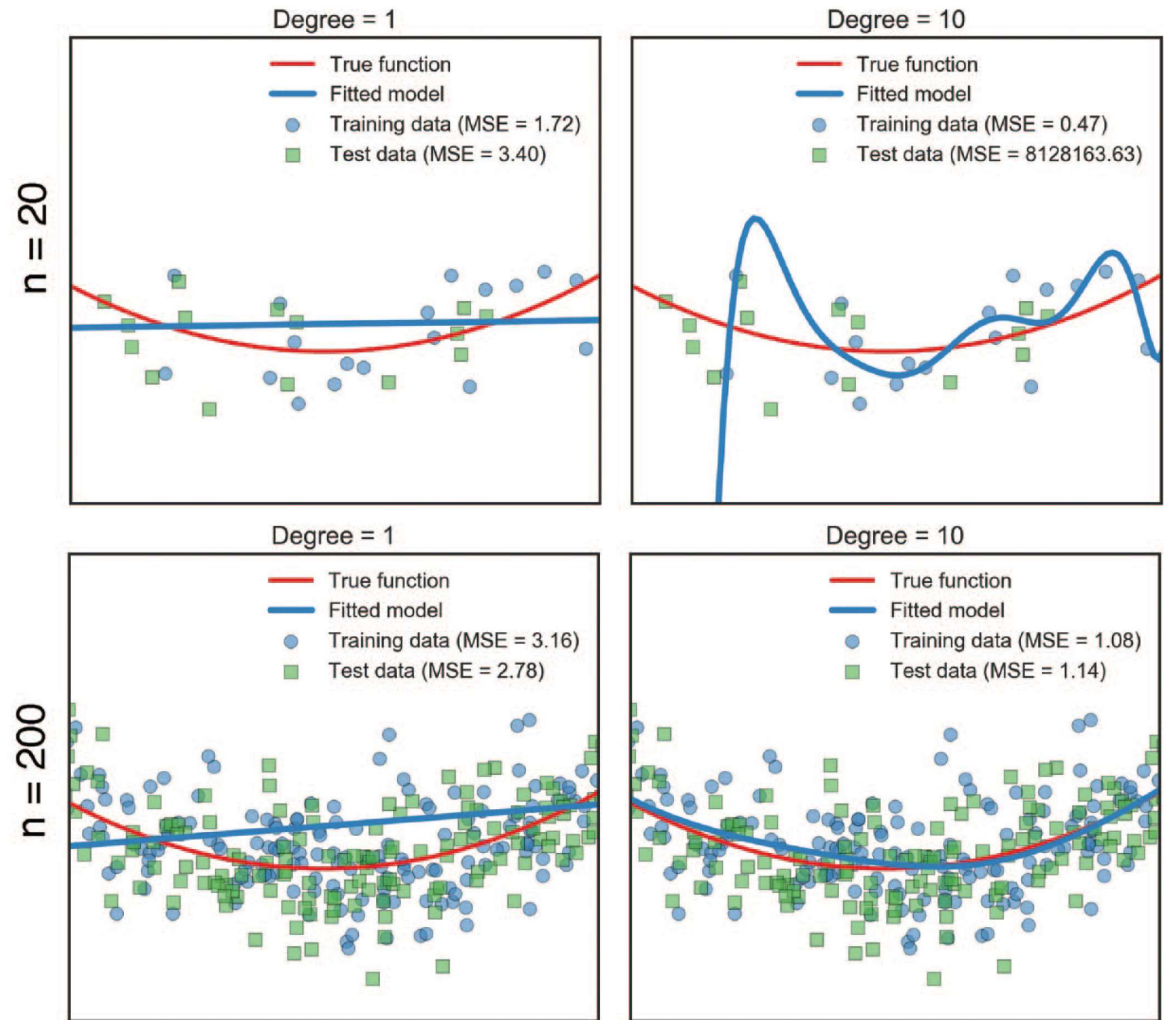 Degree = 1
True function
Fitted model
Training data (MSE = 1.72)
Test data (MSE = 3.40)
Degree = 10
True function
Fitted model
Training data (MSE = 0.47)
Test data (MSE = 8128163.63)
n = 20
Degree = 1
True function
Fitted model
Training data (MSE = 3.16)
Test data (MSE = 2.78)
Degree = 10
True function
Fitted model
Training data (MSE = 1.08)
Test data (MSE = 1.14)
n = 200